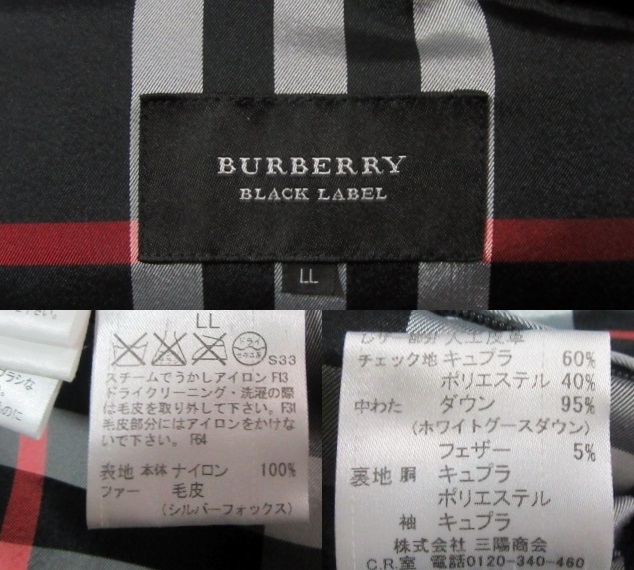 BURBERRY
BLACK LABEL
LL
LL
ドライ
セキユ系
S33
スチームでうかしアイロン F13
ドライクリーニング・洗濯の際
は毛皮を取り外して下さい。F31
毛皮部分にはアイロンをかけな
いで下さい。F64
表地 本体 ナイロン 100%
ファー 毛皮
(シルバーフォックス)
レザー部分 人工皮革
チェック地 キュプラ 60%
ポリエステル 40%
中わた ダウン 95%
(ホワイトグースダウン)
フェザー 5%
裏地 胴 キュプラ
ポリエステル
袖 キュプラ
株式会社 三陽商会
C.R.室 電話0120-340-460